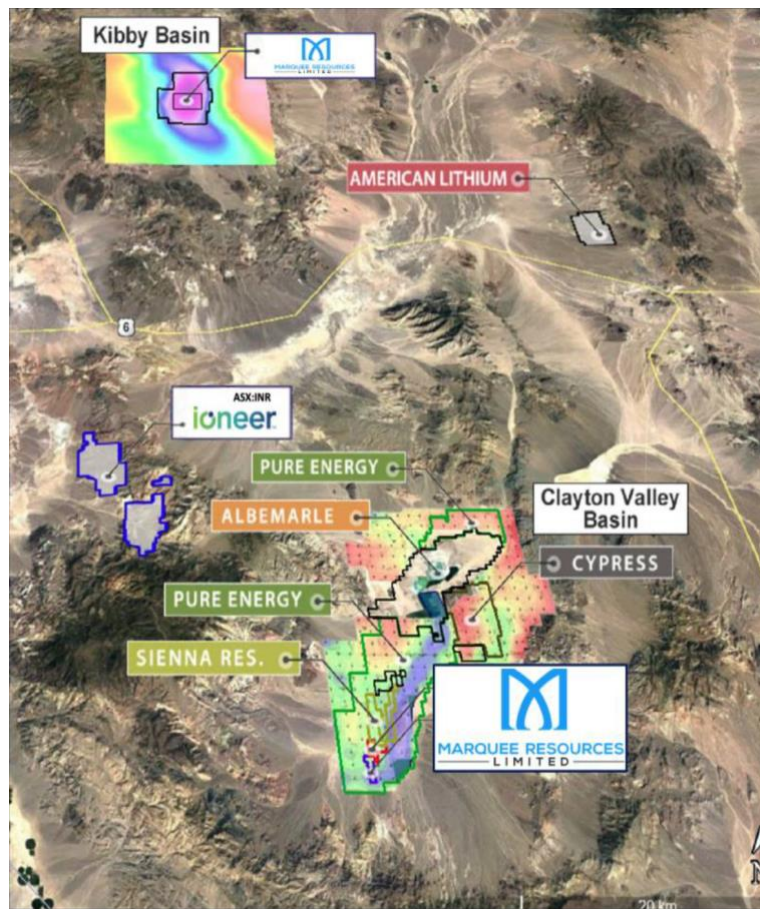 Kibby Basin
MARQUEE RESOURCES
LIMITED
AMERICAN LITHIUM
6
ASX:INR
ioneer
PURE ENERGY
ALBEMARLE
Clayton Valley
Basin
CYPRESS
PURE ENERGY
SIENNA RES.
MARQUEE RESOURCES
LIMITED
N
20 km